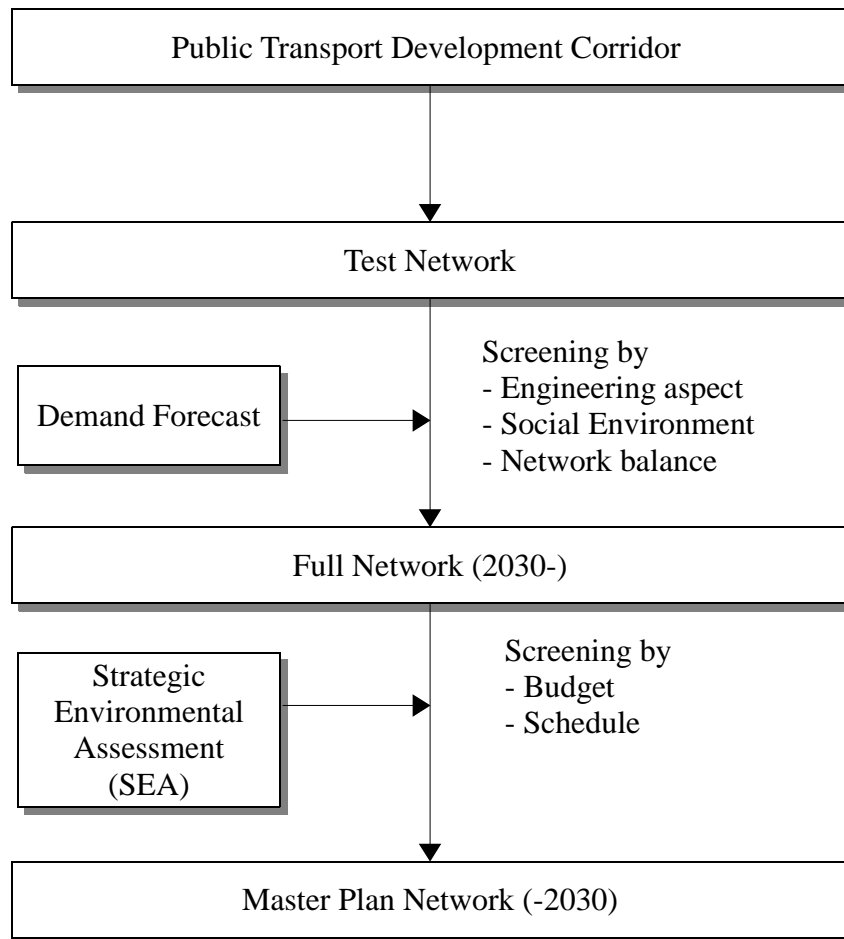 Public Transport Development Corridor
Test Network
Screening by
- Engineering aspect
- Social Environment
- Network balance
Demand Forecast
Full Network (2030-)
Screening by
- Budget
- Schedule
Strategic
Environmental
Assessment
(SEA)
Master Plan Network (-2030)